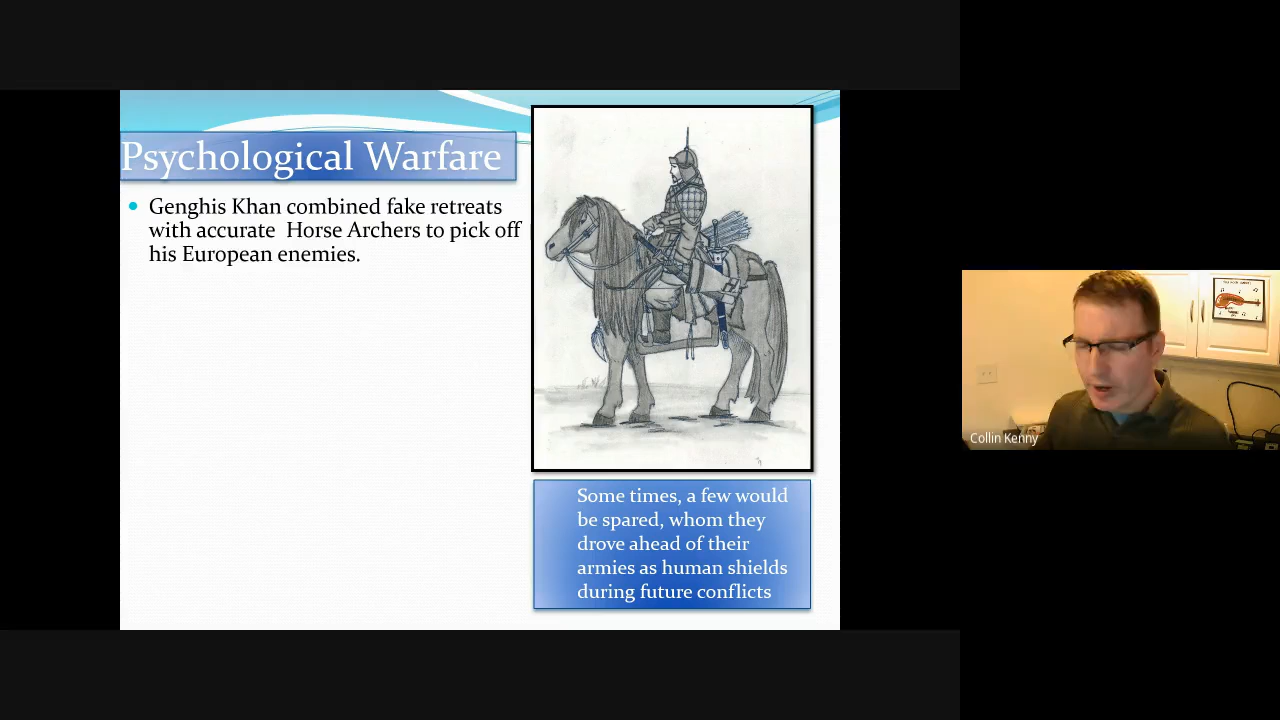 Psychological Warfare
Genghis Khan combined fake retreats
with accurate  Horse Archers to pick off
his European enemies.
Some times, a few would
be spared, whom they
drove ahead of their
armies as human shields
during future conflicts
Collin Kenny